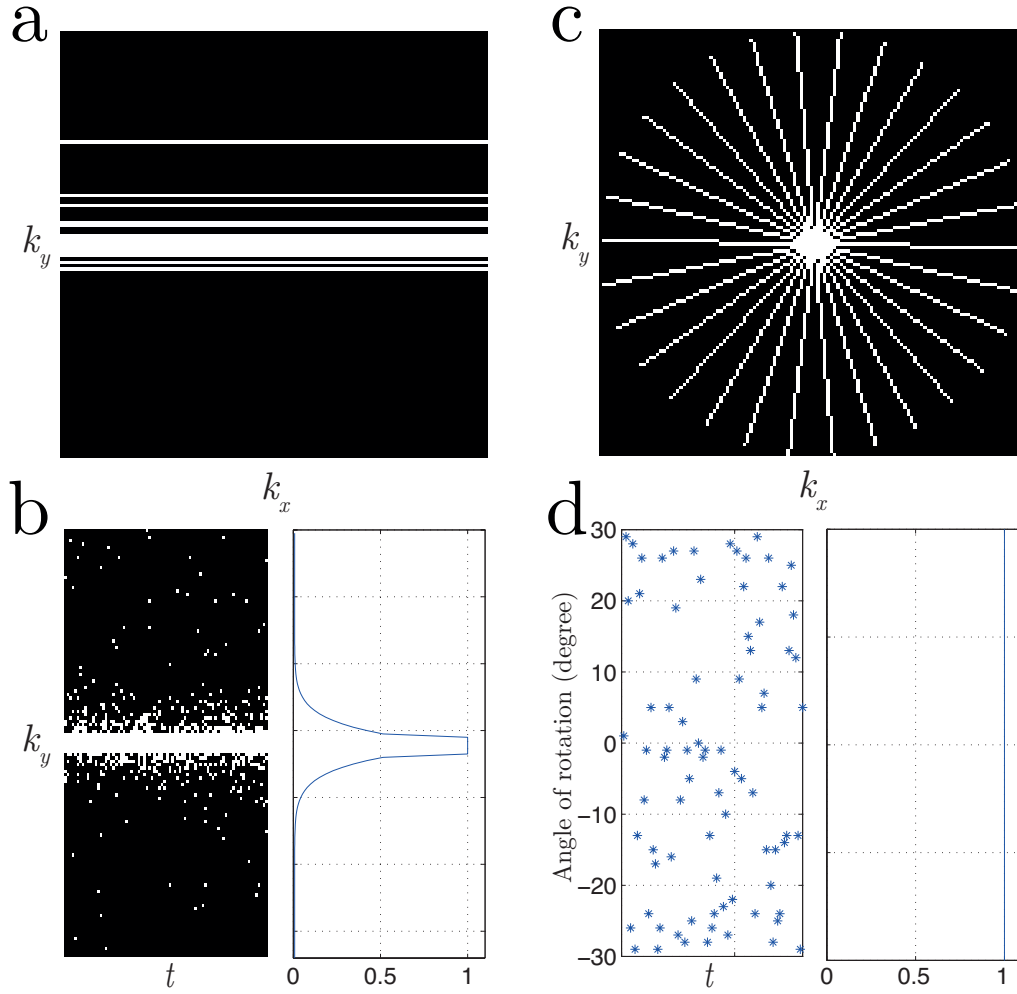 a
k_y
k_x
c
k_y
k_x
b
k_y
t
0
0.5
1
d
Angle of rotation (degree)
30
20
10
0
−10
−20
−30
t
0
0.5
1